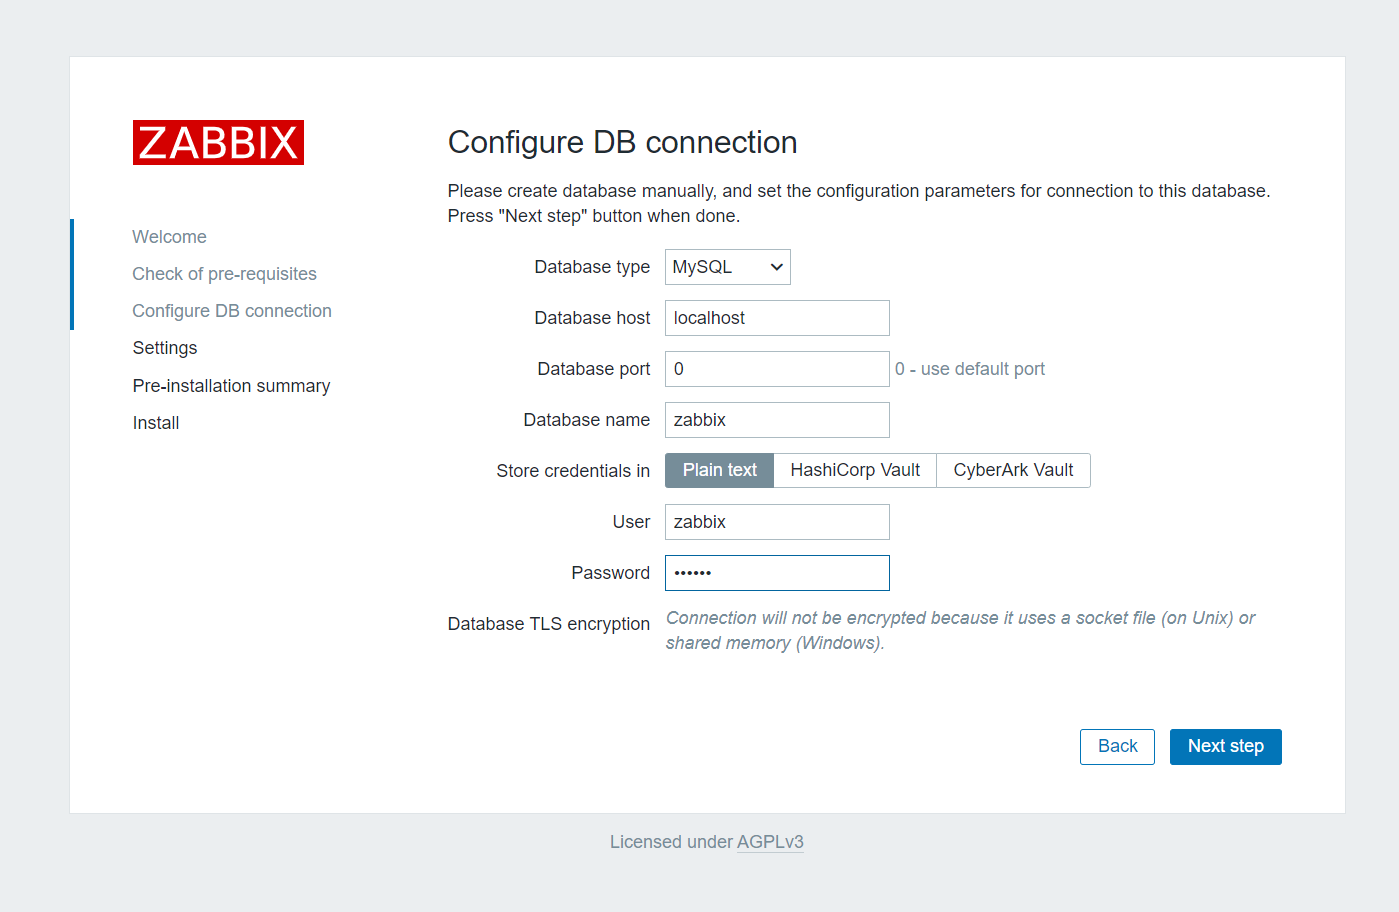 ZABBIX
Welcome
Check of pre-requisites
Configure DB connection
Settings
Pre-installation summary
Install
Configure DB connection
Please create database manually, and set the configuration parameters for connection to this database.
Press "Next step" button when done.
Database type MySQL
Database host localhost
Database port 0 0 - use default port
Database name zabbix
Store credentials in Plain text HashiCorp Vault CyberArk Vault
User zabbix
Password ••••••
Database TLS encryption Connection will not be encrypted because it uses a socket file (on Unix) or
shared memory (Windows).
Back Next step
Licensed under AGPLv3